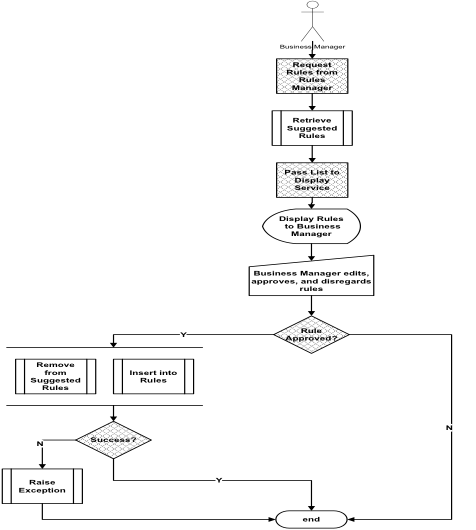 Business Manager
Request
Rules from
Rules
Manager
Retrieve
Suggested
Rules
Pass List to
Display
Service
Display Rules
to Business
Manager
Business Manager edits,
approves, and disregards
rules
Rule
Approved?
Y
N
Remove
from
Suggested
Rules
Insert into
Rules
Success?
N
Y
Raise
Exception
end